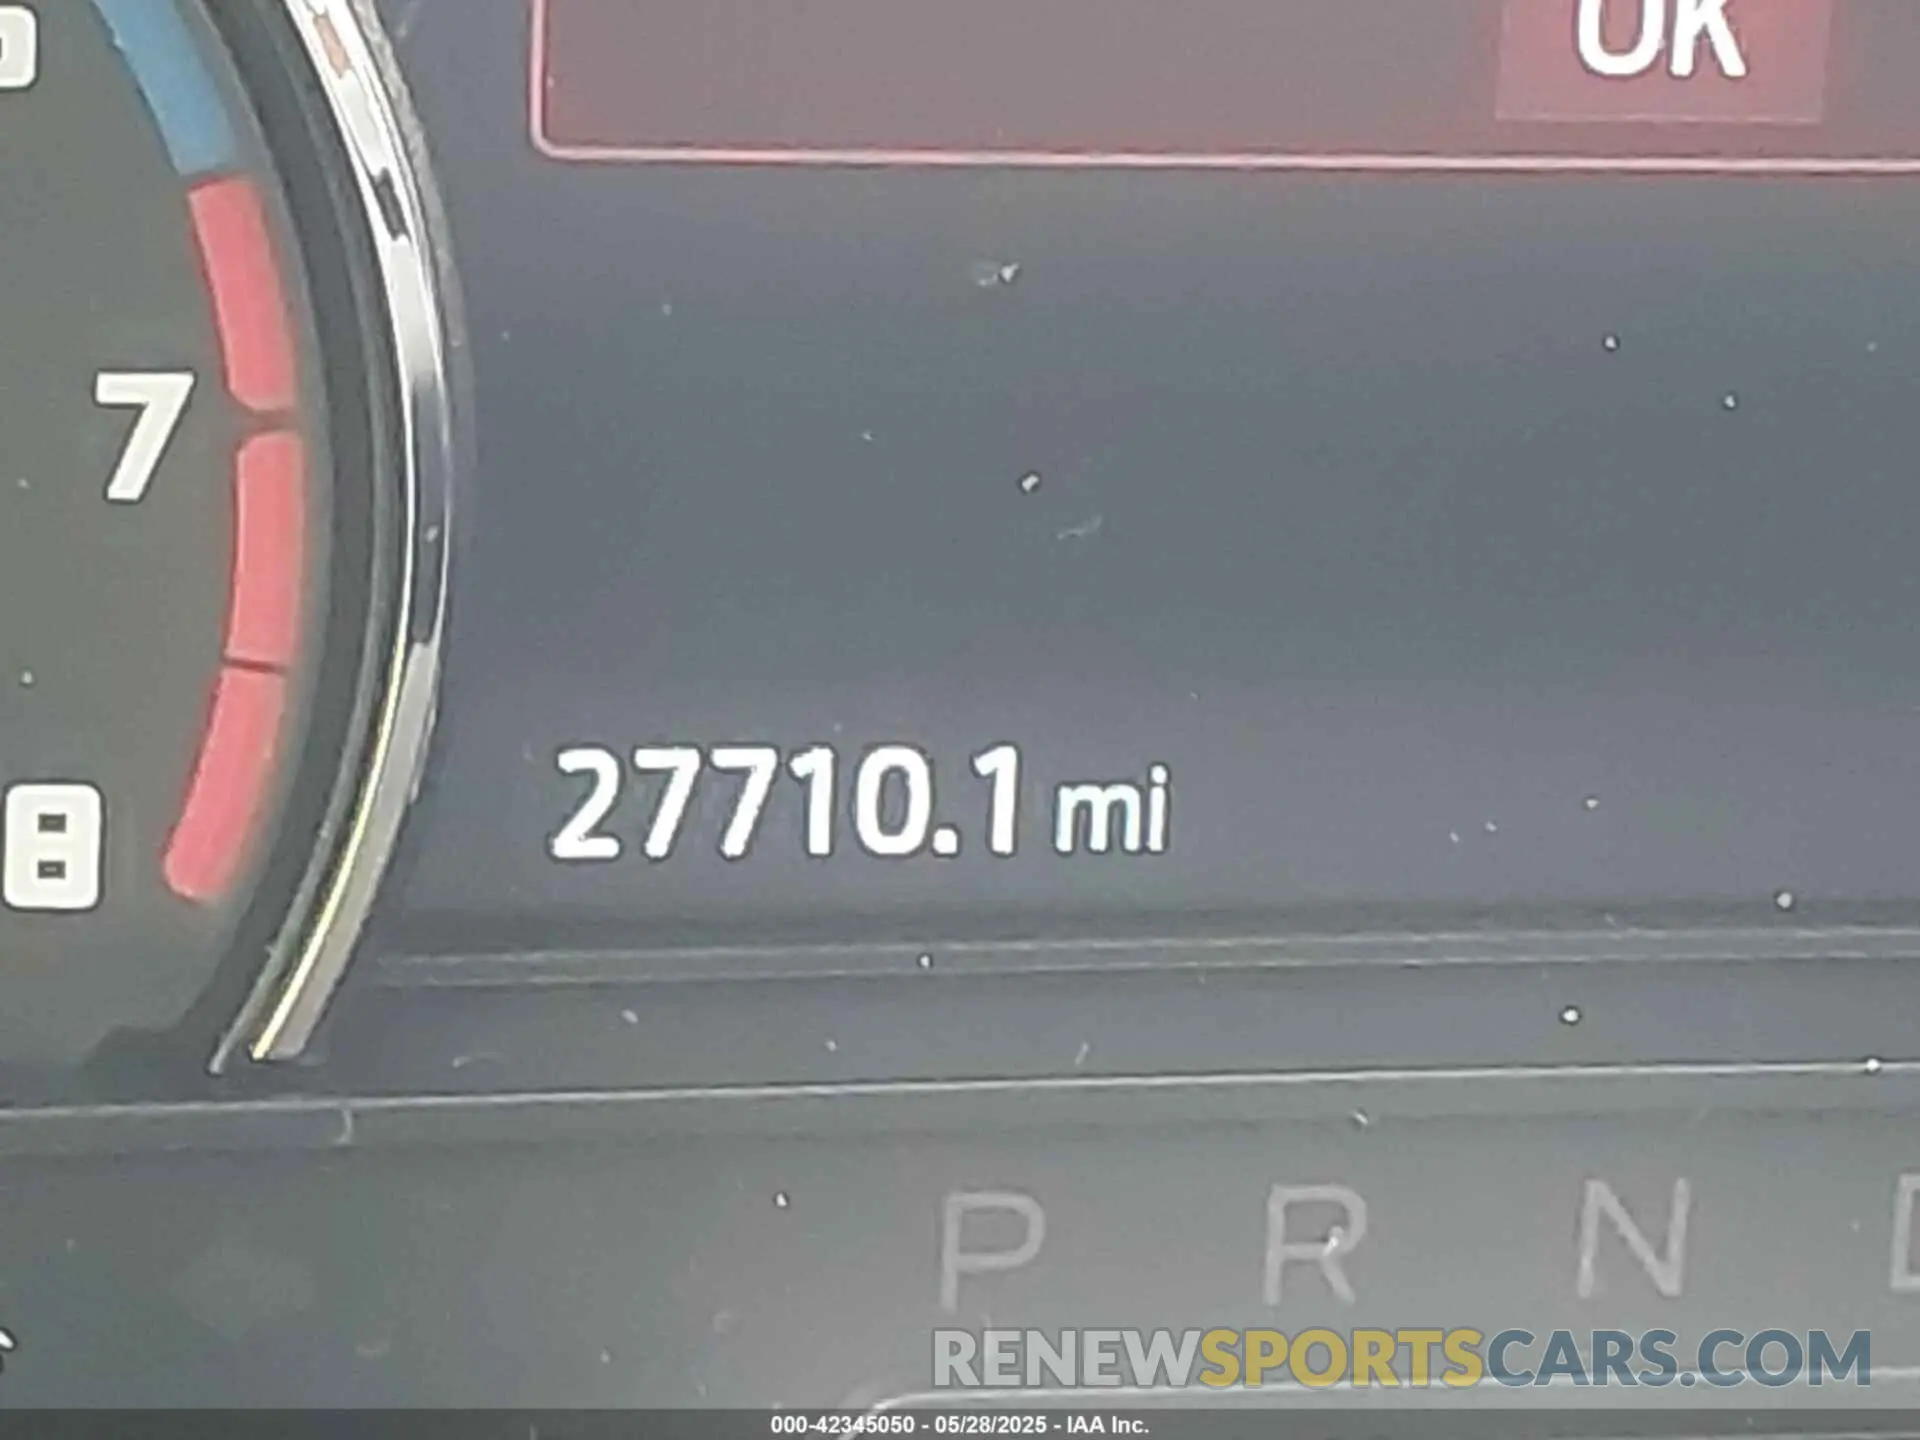 OK
7
27710.1 mi
8
P R N
RENEWSPORTSCARS.COM
000-42345050 - 05/28/2025 - IAA Inc.